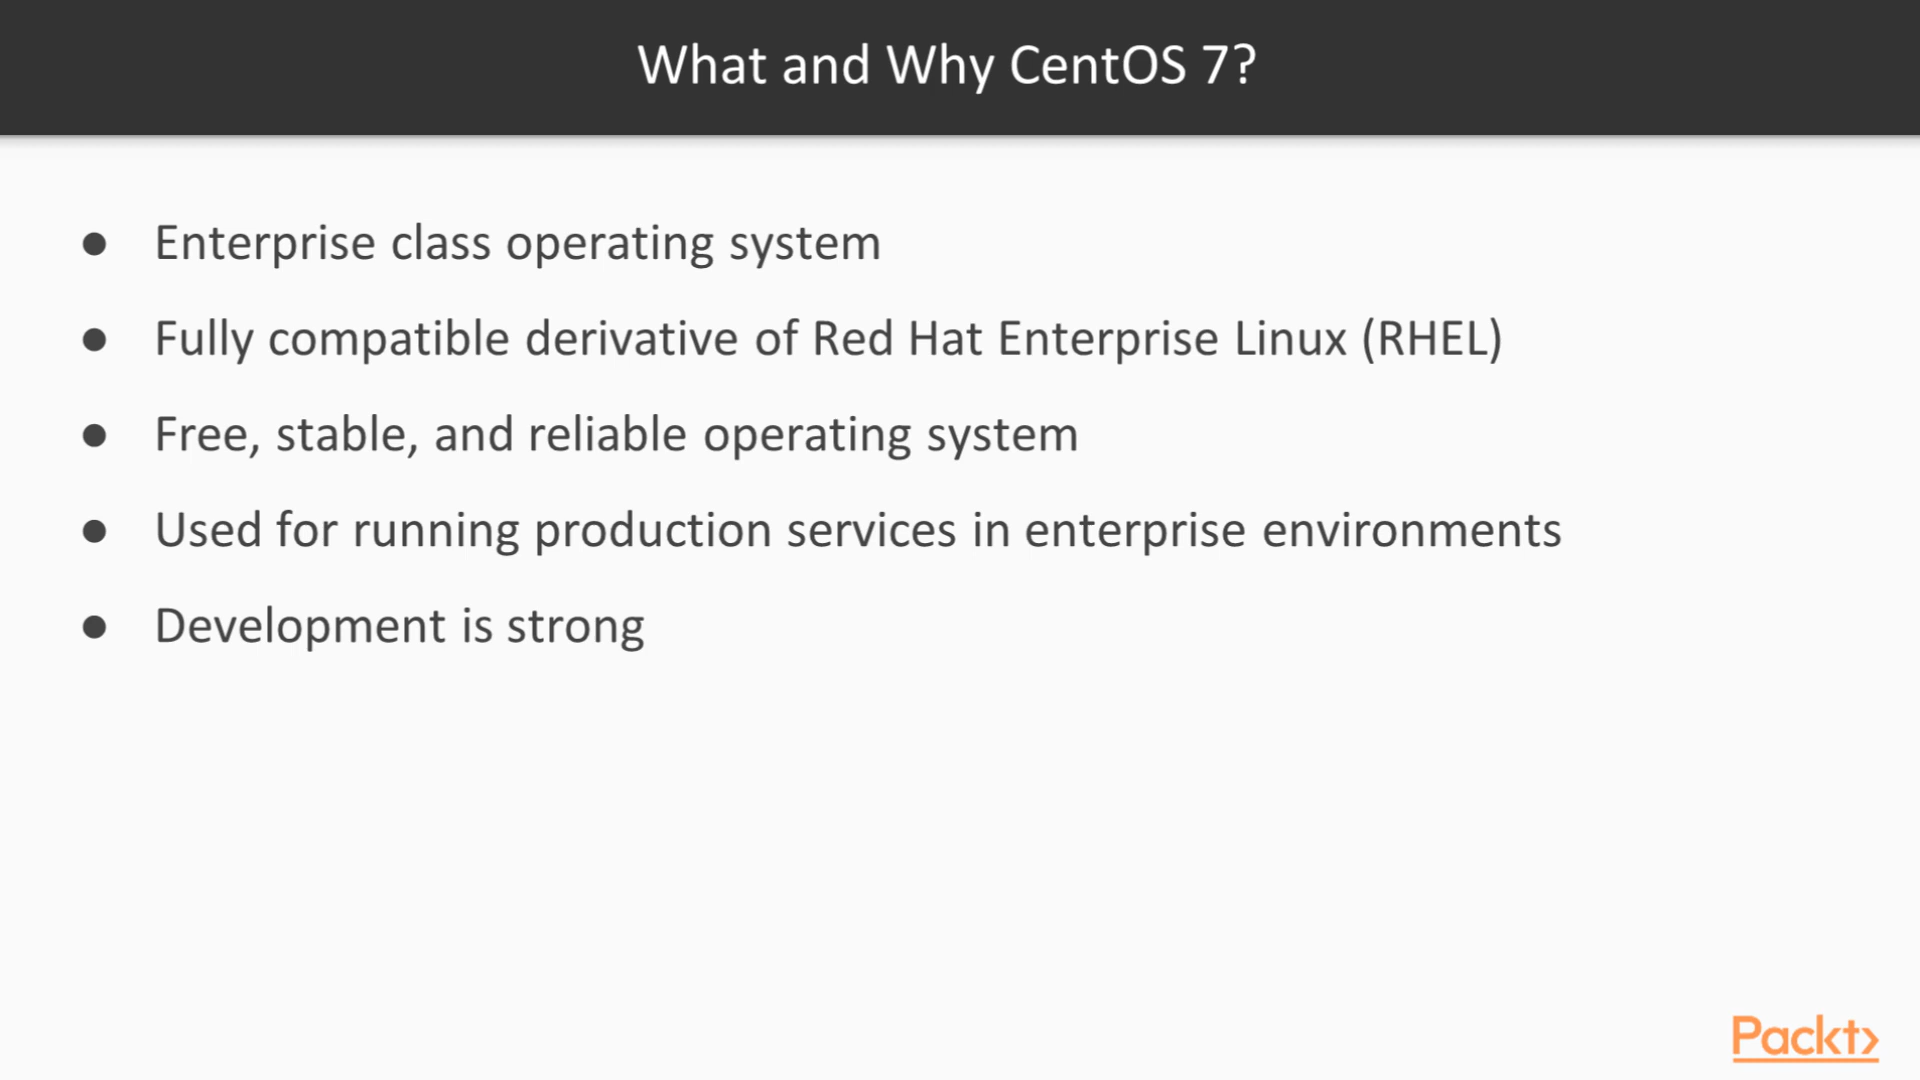 What and Why CentOS 7?
● Enterprise class operating system
● Fully compatible derivative of Red Hat Enterprise Linux (RHEL)
● Free, stable, and reliable operating system
● Used for running production services in enterprise environments
● Development is strong
Packt>